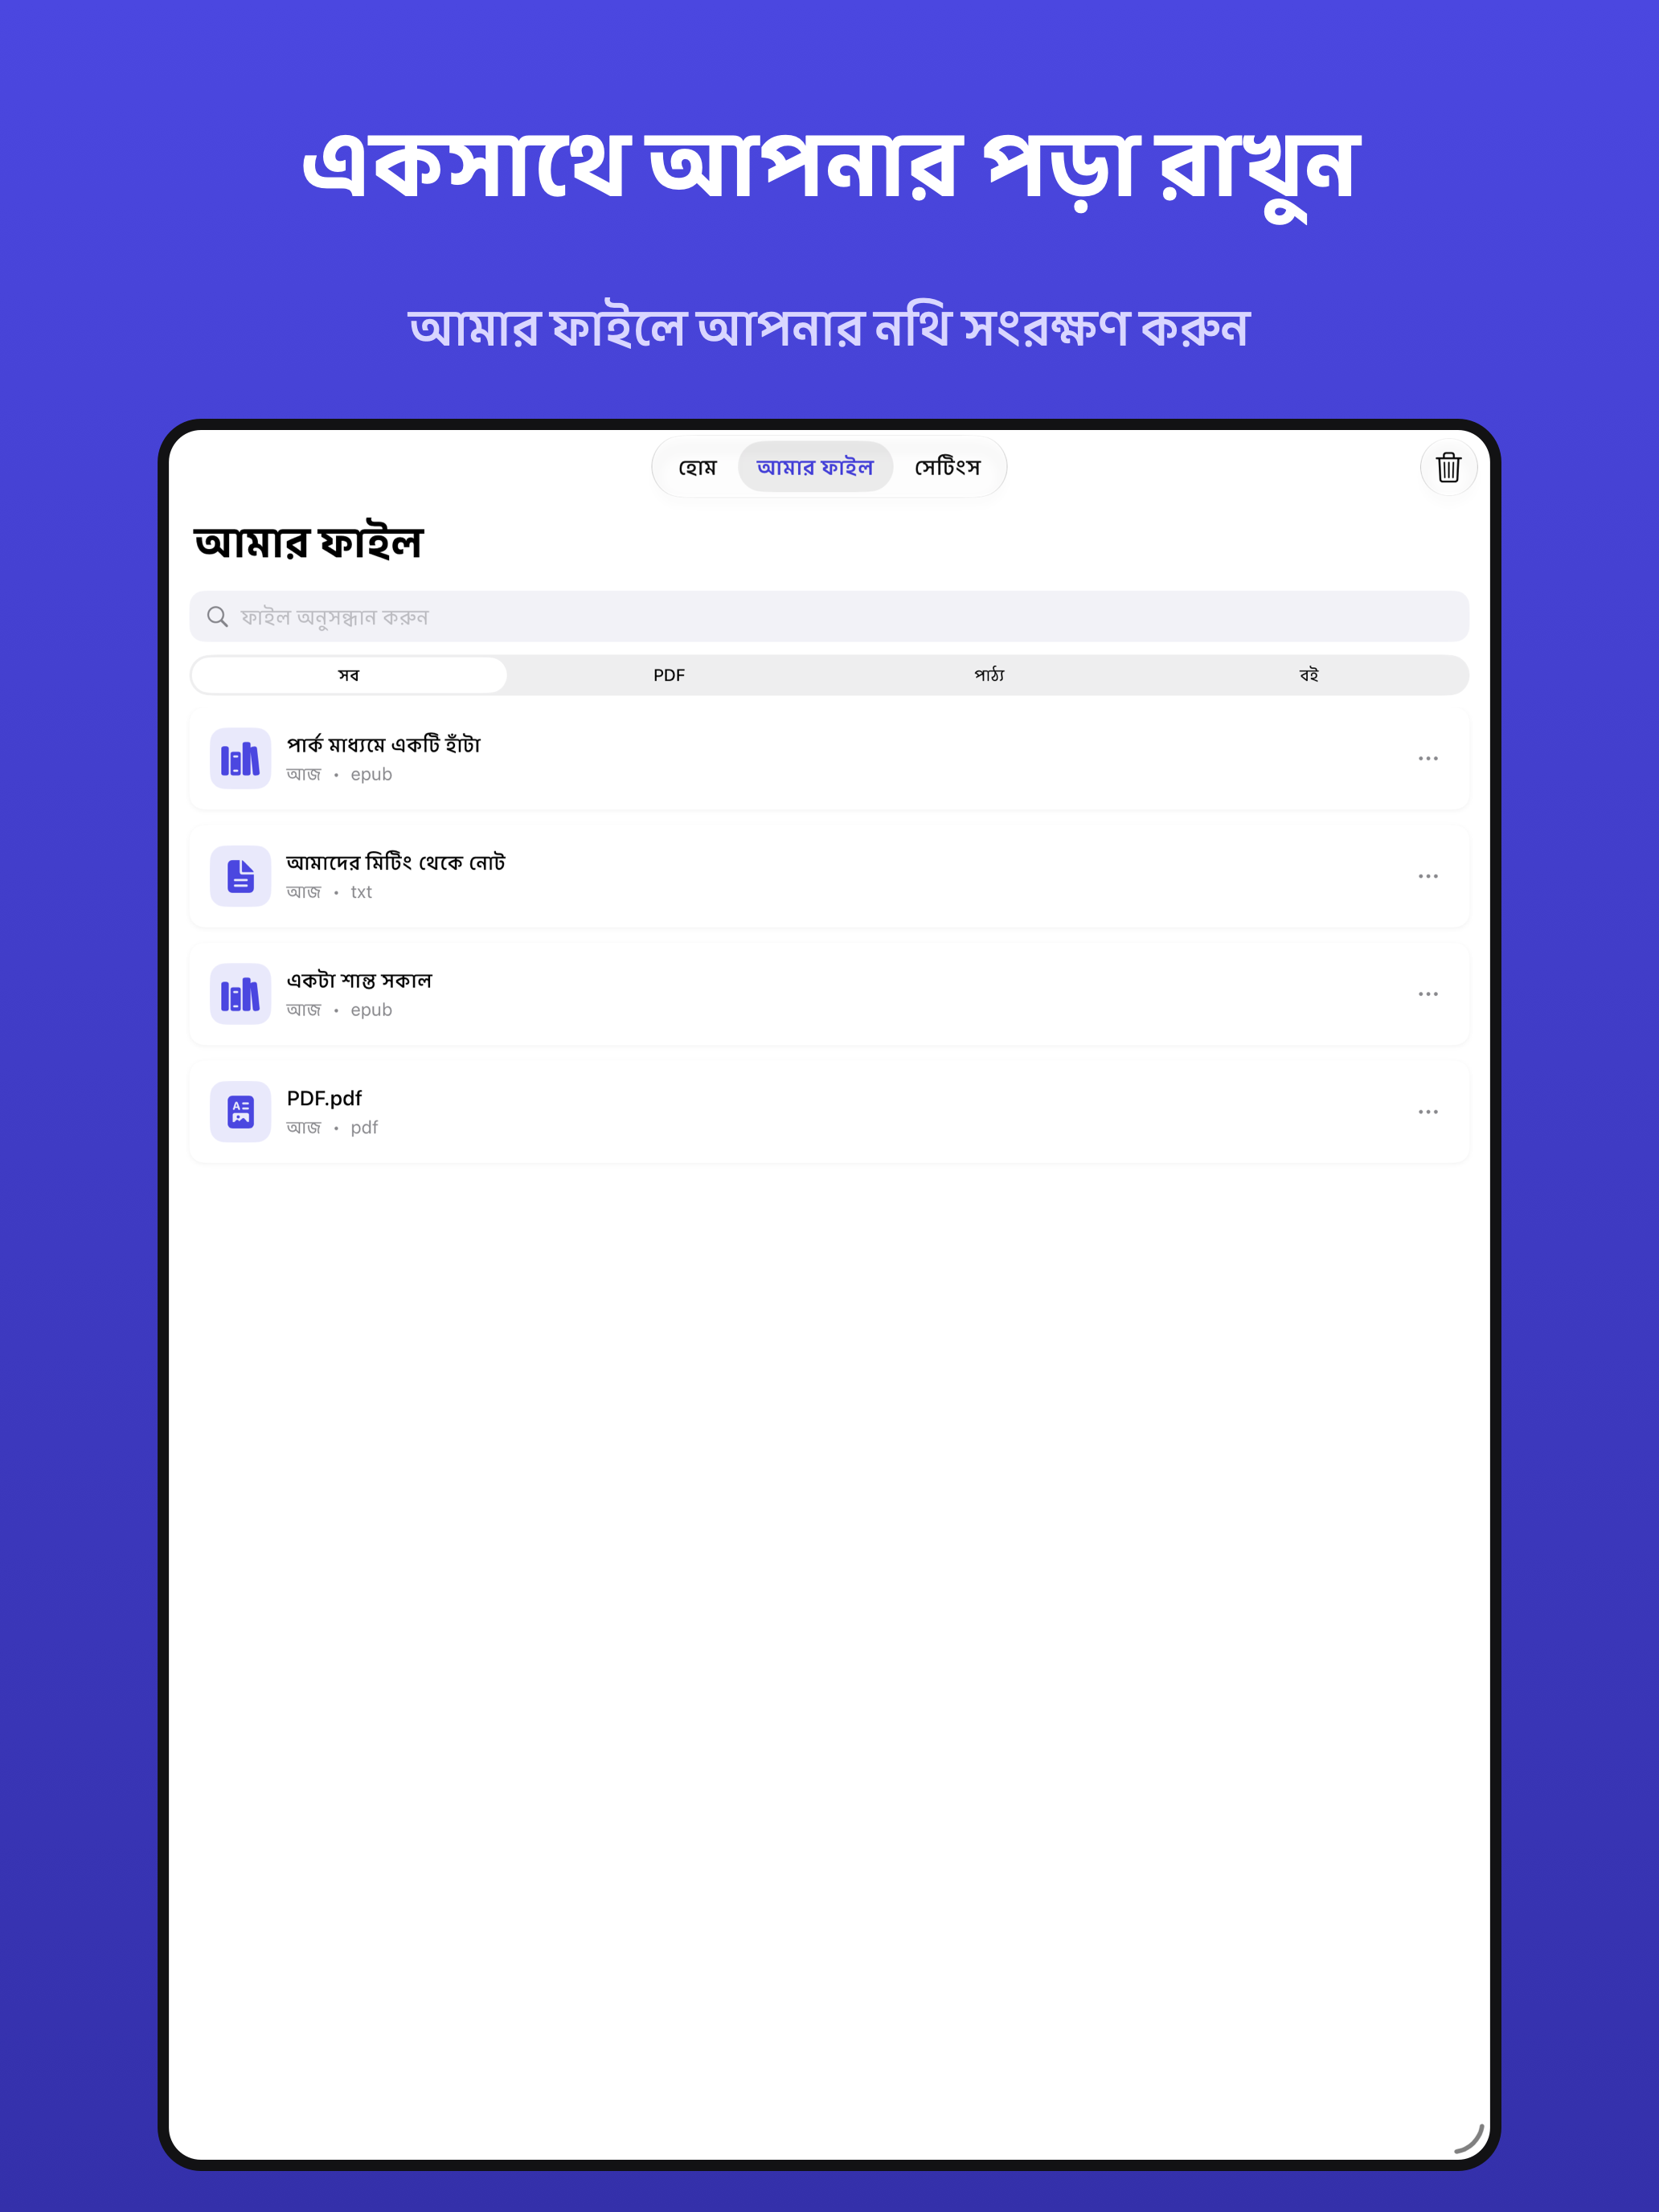 একসাথে আপনার পড়া রাখুন
আমার ফাইলে আপনার নথি সংরক্ষণ করুন
হোম আমার ফাইল সেটিংস
আমার ফাইল
ফাইল অনুসন্ধান করুন
সব PDF পাঠ্য বই
পার্ক মাধ্যমে একটি হাঁটা
আজ • epub
আমাদের মিটিং থেকে নোট
আজ • txt
একটা শান্ত সকাল
আজ • epub
PDF.pdf
আজ • pdf